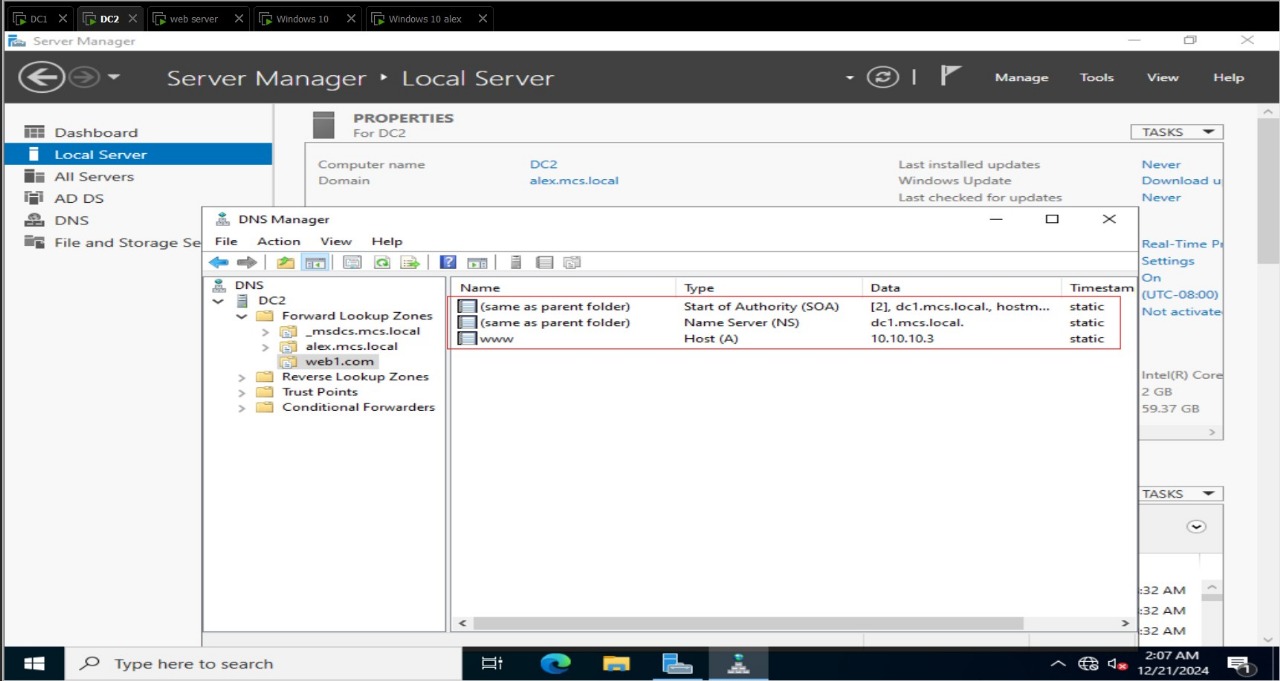 DC1 DC2 web server Windows 10 Windows 10 alex
Server Manager
Server Manager Local Server Manage Tools View Help
Dashboard
Local Server
All Servers
AD DS
DNS
File and Storage Se
PROPERTIES
For DC2
TASKS
Computer name DC2
Domain alex.mcs.local
Last installed updates Never
Windows Update Download u
Last checked for updates Never
Real-Time Pr
Settings
On
(UTC-08:00)
Not activate
Intel(R) Core
2 GB
59.37 GB
TASKS
:32 AM
:32 AM
:32 AM
DNS Manager
File Action View Help
DNS
DC2
Forward Lookup Zones
_msdcs.mcs.local
alex.mcs.local
web1.com
Reverse Lookup Zones
Trust Points
Conditional Forwarders
Name Type Data Timestam
(same as parent folder) Start of Authority (SOA) [2], dc1.mcs.local., hostm... static
(same as parent folder) Name Server (NS) dc1.mcs.local. static
www Host (A) 10.10.10.3 static
Type here to search
2:07 AM
12/21/2024
1